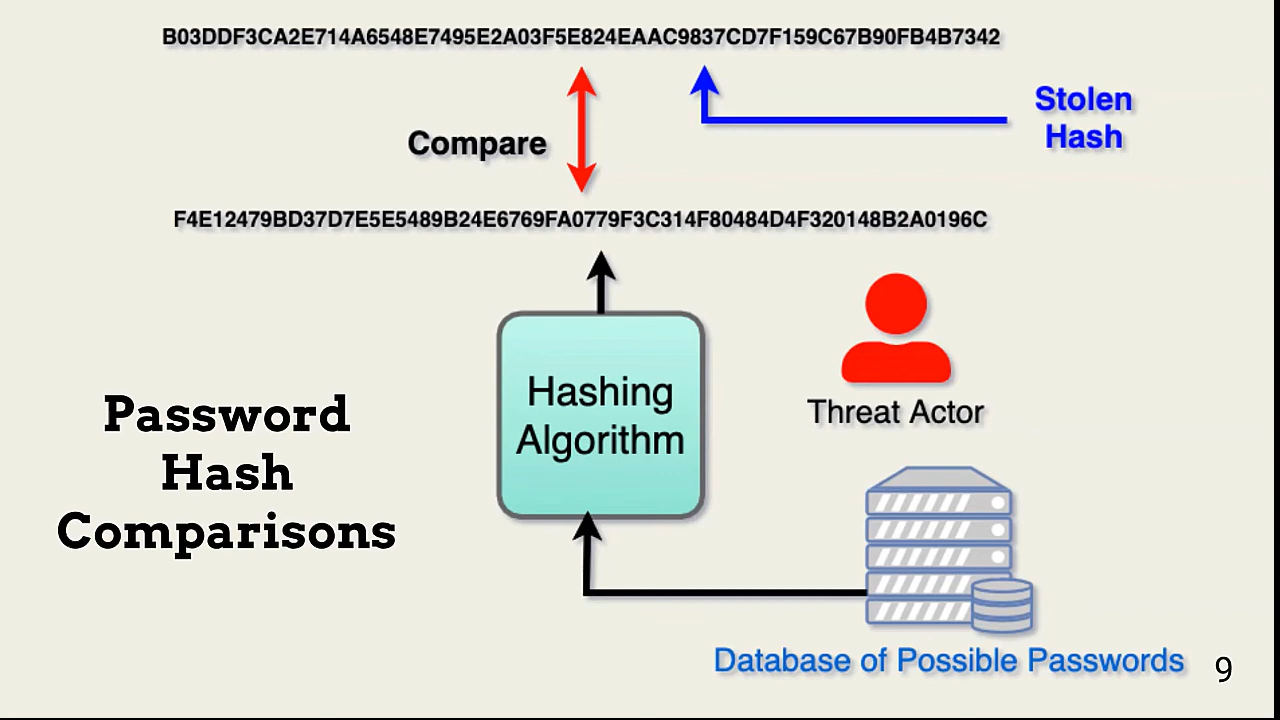 B03DDF3CA2E714A6548E7495E2A03F5E824EAAC9837CD7F159C67B90FB4B7342
Stolen
Hash
Compare
F4E12479BD37D7E5E5489B24E6769FA0779F3C314F80484D4F320148B2A0196C
Hashing
Algorithm
Threat Actor
Password
Hash
Comparisons
Database of Possible Passwords
9